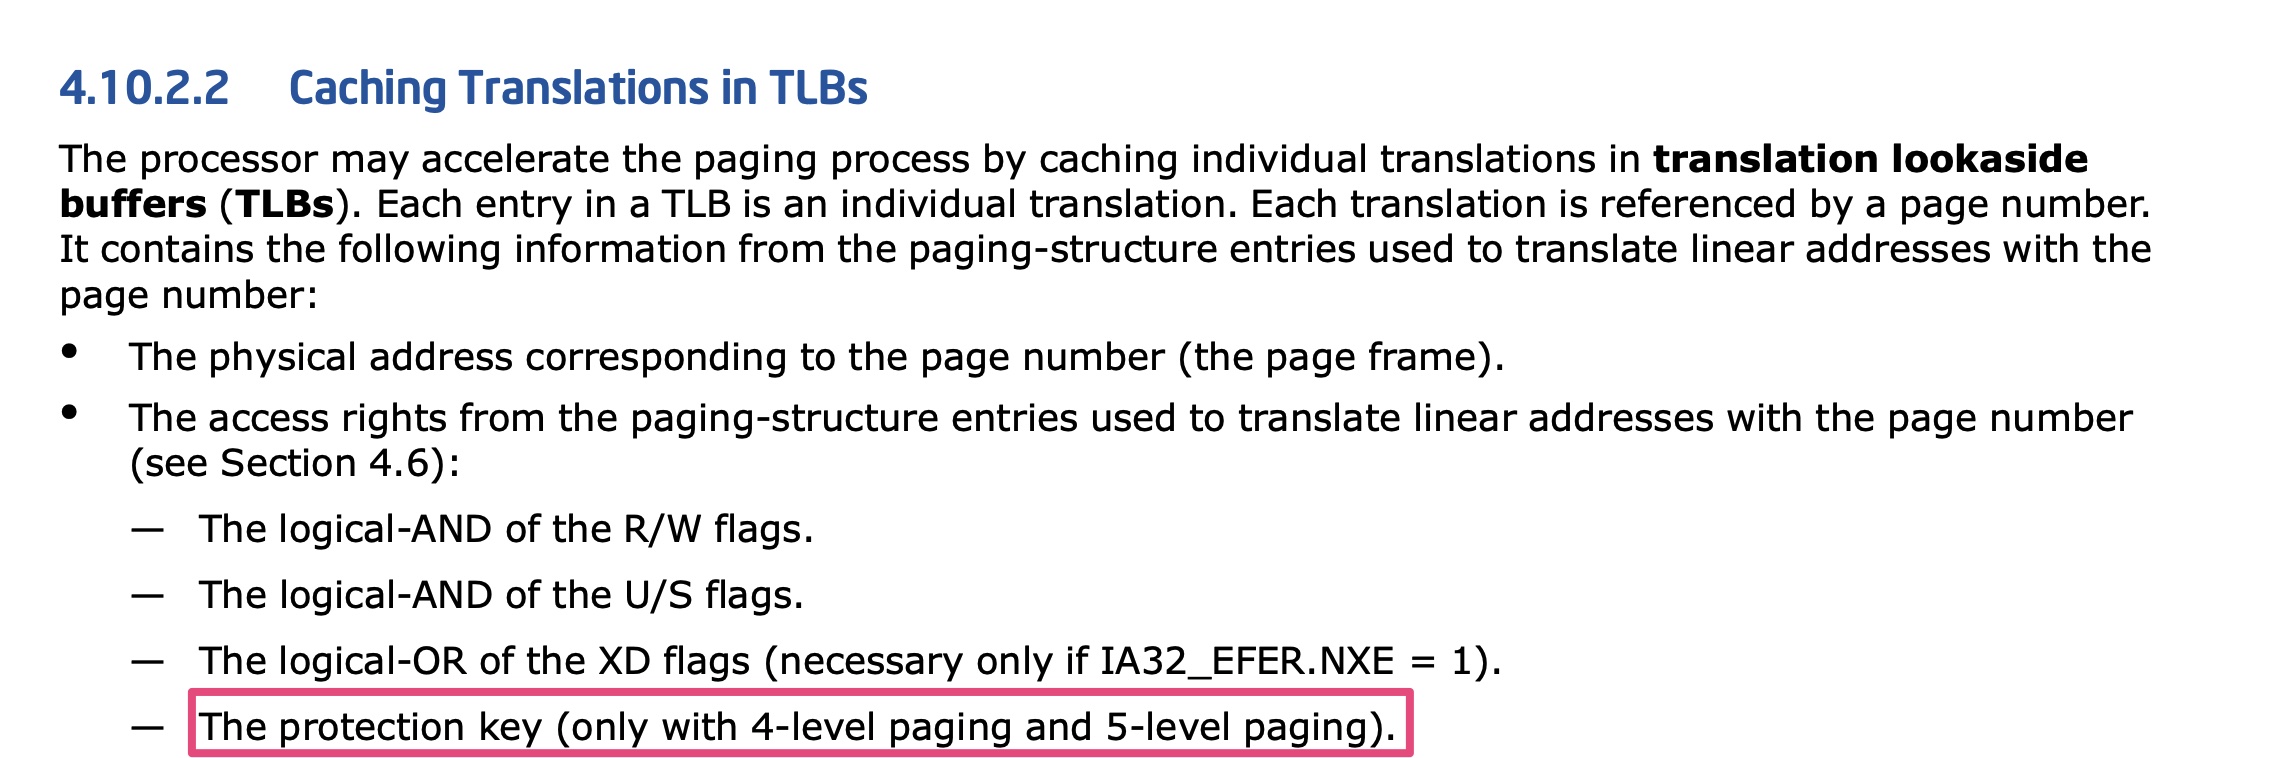 4.10.2.2 Caching Translations in TLBs
The processor may accelerate the paging process by caching individual translations in translation lookaside
buffers (TLBs). Each entry in a TLB is an individual translation. Each translation is referenced by a page number.
It contains the following information from the paging-structure entries used to translate linear addresses with the
page number:
• The physical address corresponding to the page number (the page frame).
• The access rights from the paging-structure entries used to translate linear addresses with the page number
(see Section 4.6):
— The logical-AND of the R/W flags.
— The logical-AND of the U/S flags.
— The logical-OR of the XD flags (necessary only if IA32_EFER.NXE = 1).
— The protection key (only with 4-level paging and 5-level paging).